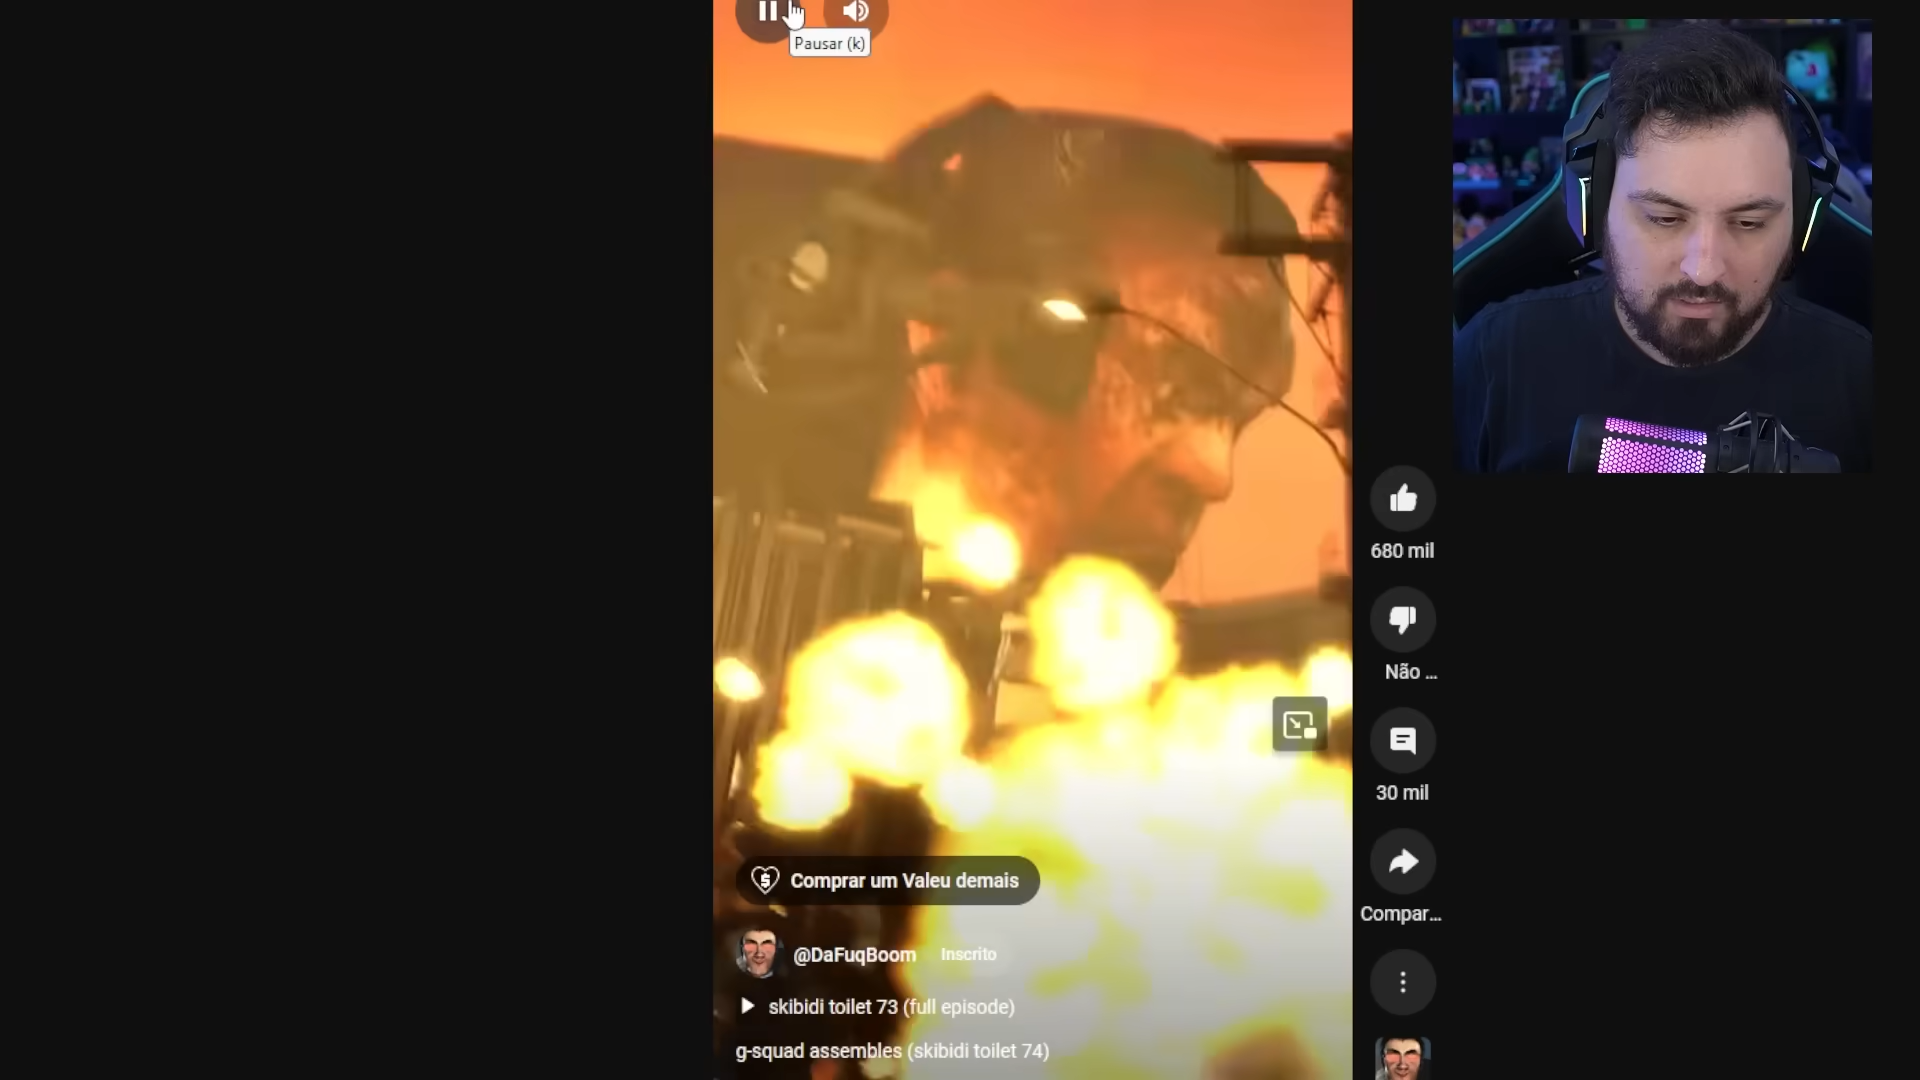 Pausar (k)
680 mil
Não ...
30 mil
Compar...
Comprar um Valeu demais
@DaFuqBoom Inscrito
skibidi toilet 73 (full episode)
g-squad assembles (skibidi toilet 74)